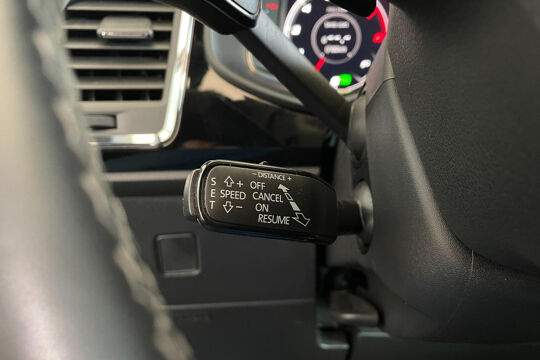 − DISTANCE +
S E T
+ OFF
SPEED CANCEL
− ON
RESUME